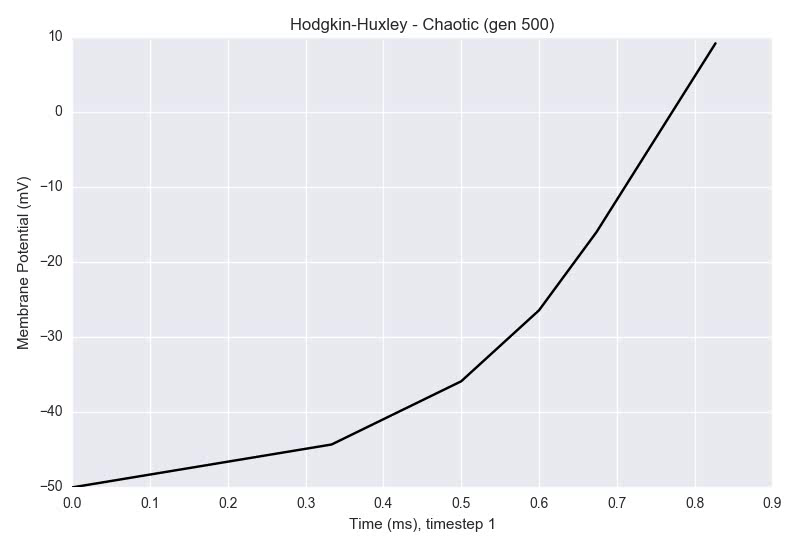 Hodgkin-Huxley - Chaotic (gen 500)
10
0
−10
−20
−30
−40
−50
Membrane Potential (mV)
0.0 0.1 0.2 0.3 0.4 0.5 0.6 0.7 0.8 0.9
Time (ms), timestep 1